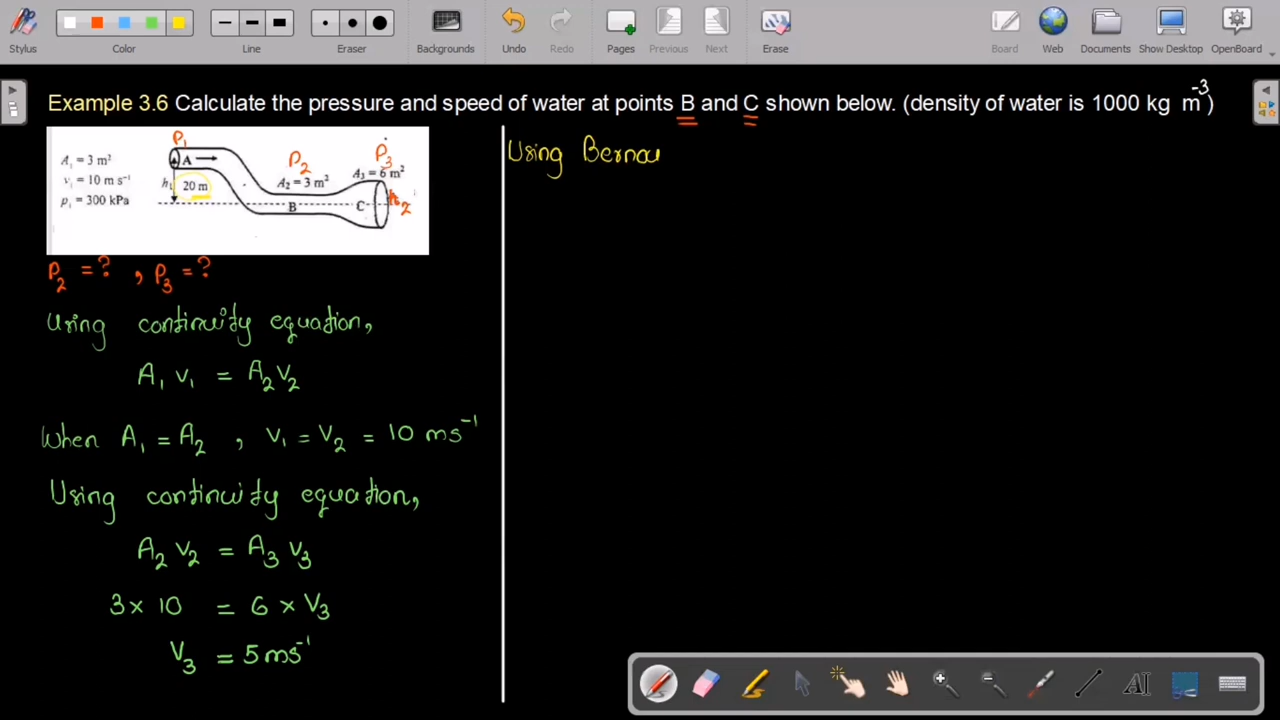 Stylus Color Line Eraser Backgrounds Undo Redo Pages Previous Next Erase Board Web Documents Show Desktop OpenBoard
Example 3.6 Calculate the pressure and speed of water at points B and C shown below. (density of water is 1000 kg m⁻³)
A₁ = 3 m²
v₁ = 10 m s⁻¹
p₁ = 300 kPa
P₁
A
h₁ 20 m
P₂
A₂ = 3 m²
B
P₃
A₃ = 6 m²
C
h₂
P₂ = ? , P₃ = ?
Using continuity equation,
A₁ v₁ = A₂ v₂
When A₁ = A₂ , v₁ = v₂ = 10 ms⁻¹
Using continuity equation,
A₂ v₂ = A₃ v₃
3 × 10 = 6 × v₃
v₃ = 5 ms⁻¹
Using Bernou
AI